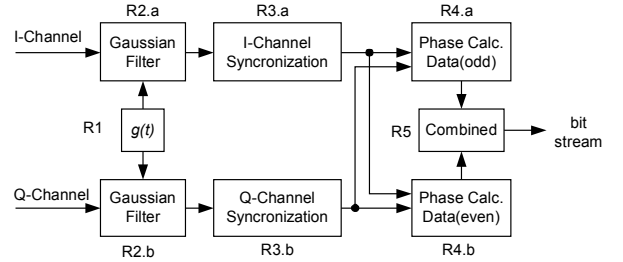 R2.a
R3.a
R4.a
I-Channel
Gaussian
Filter
I-Channel
Syncronization
Phase Calc.
Data(odd)
R1
g(t)
R5
Combined
bit
stream
Q-Channel
Gaussian
Filter
Q-Channel
Syncronization
Phase Calc.
Data(even)
R2.b
R3.b
R4.b